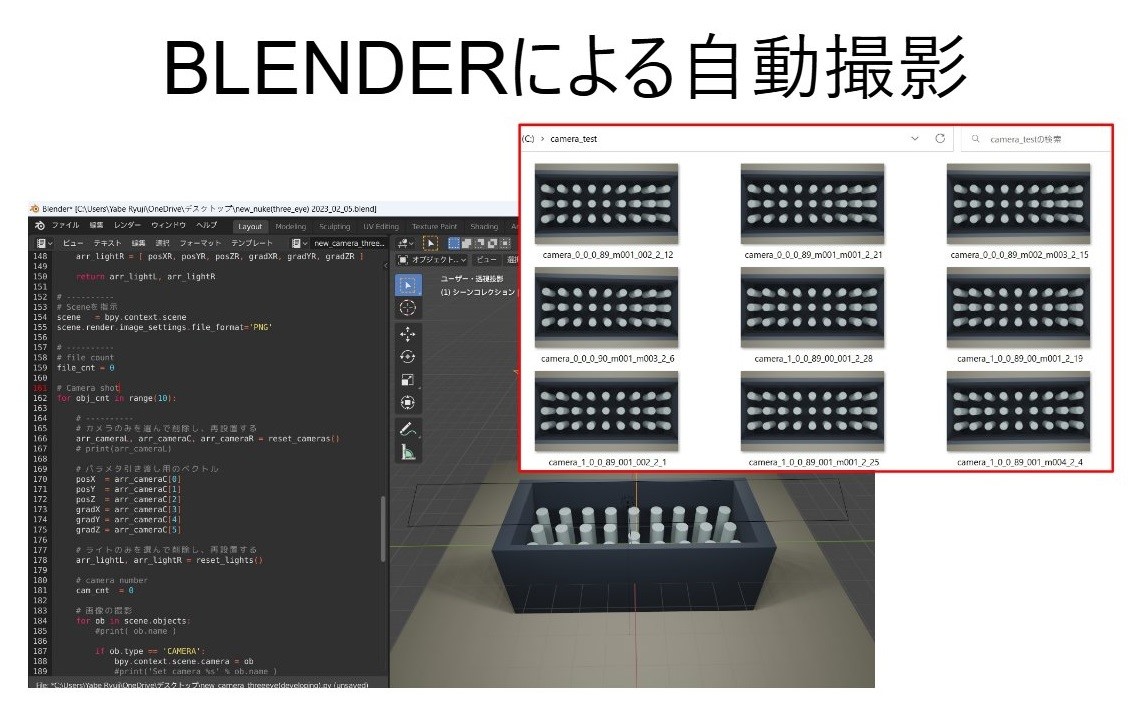 BLENDERによる自動撮影
(C:) > camera_test
camera_testの検索
camera_0_0_0_89_m001_002_2_12
camera_0_0_0_89_m001_m001_2_21
camera_0_0_0_89_m002_m003_2_15
camera_0_0_0_90_m001_m003_2_6
camera_1_0_0_89_00_001_2_28
camera_1_0_0_89_00_m001_2_19
camera_1_0_0_89_001_002_2_1
camera_1_0_0_89_001_m001_2_25
camera_1_0_0_89_001_m004_2_4
Blender* [C:\Users\Yabe Ryuji\OneDrive\デスクトップ\new_nuke(three_eye) 2023_02_05.blend]
ファイル 編集 レンダー ウィンドウ ヘルプ Layout Modeling Sculpting UV Editing Texture Paint Shading
ビュー テキスト 編集 選択 フォーマット テンプレート new_camera_three...
オブジェクト.. ビュー 選択
ユーザー・透視投影
(1) シーンコレクション
148 arr_lightR = [ posXR, posYR, posZR, gradXR, gradYR, gradZR ]
149
150 return arr_lightL, arr_lightR
151
152 # ----------
153 # Sceneを指示
154 scene = bpy.context.scene
155 scene.render.image_settings.file_format='PNG'
156
157 # ----------
158 # file count
159 file_cnt = 0
160
161 # Camera shot
162 for obj_cnt in range(10):
163
164 # ----------
165 # カメラのみを選んで削除し、再設置する
166 arr_cameraL, arr_cameraC, arr_cameraR = reset_cameras()
167 # print(arr_cameraL)
168
169 # パラメタ引き渡し用のベクトル
170 posX = arr_cameraC[0]
171 posY = arr_cameraC[1]
172 posZ = arr_cameraC[2]
173 gradX = arr_cameraC[3]
174 gradY = arr_cameraC[4]
175 gradZ = arr_cameraC[5]
176
177 # ライトのみを選んで削除し、再設置する
178 arr_lightL, arr_lightR = reset_lights()
179
180 # camera number
181 cam_cnt = 0
182
183 # 画像の撮影
184 for ob in scene.objects:
185 #print( ob.name )
186
187 if ob.type == 'CAMERA':
188 bpy.context.scene.camera = ob
189 #print('Set camera %s' % ob.name )
File: *C:\Users\Yabe Ryuji\OneDrive\デスクトップ\new_camera_threeeye(developing).py (unsaved)